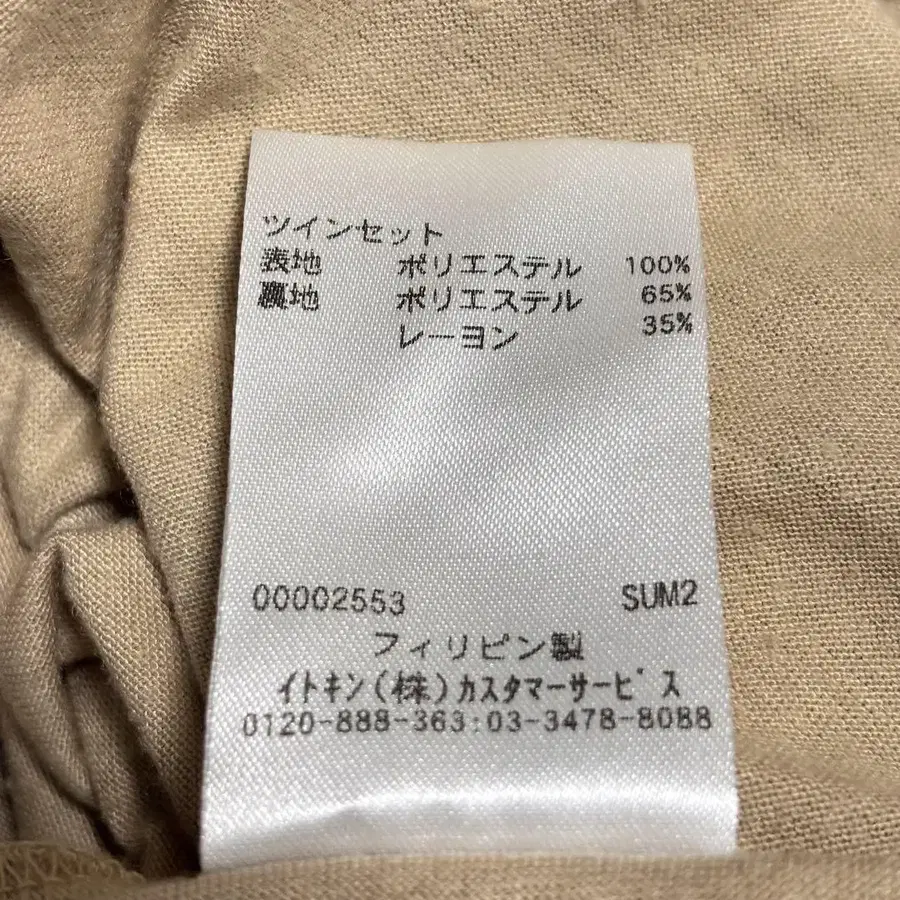 ツインセット
表地 ポリエステル 100%
裏地 ポリエステル 65%
レーヨン 35%
00002553 SUM2
フィリピン製
イトキン(株)カスタマーサービス
0120-888-363:03-3478-8088